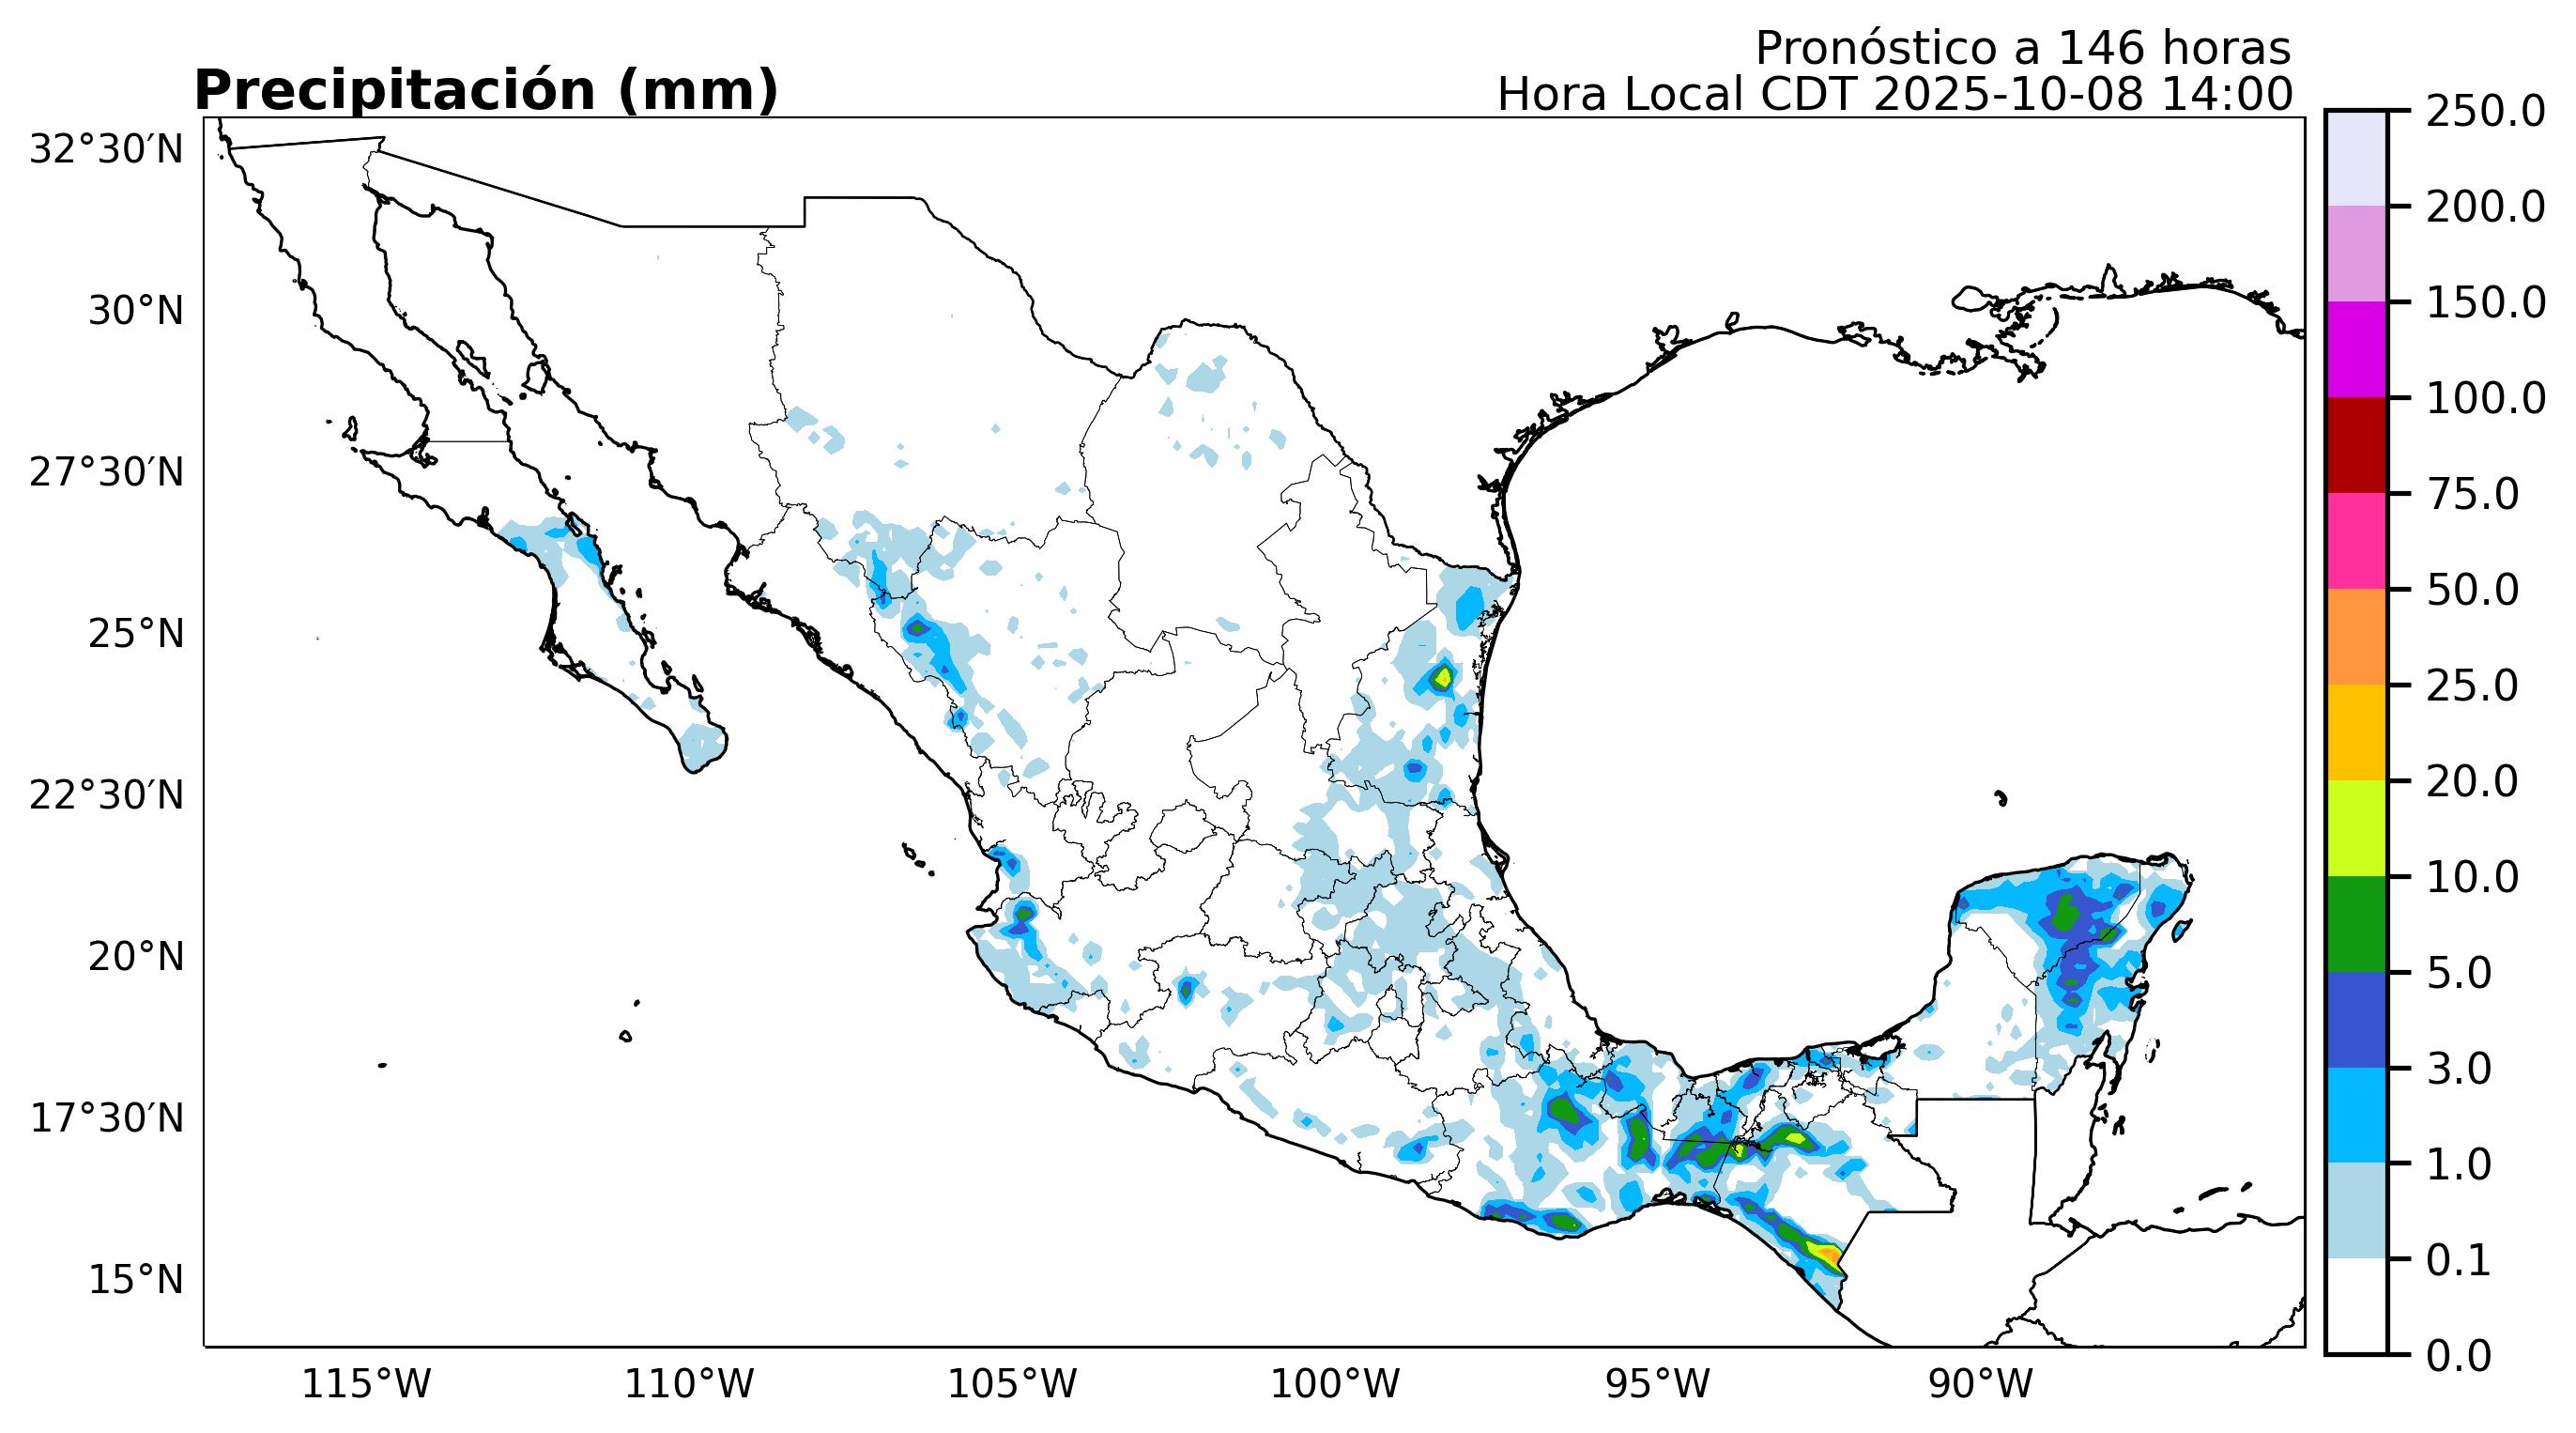 Pronóstico a 146 horas
Precipitación (mm)
Hora Local CDT 2025-10-08 14:00
32°30′N
30°N
27°30′N
25°N
22°30′N
20°N
17°30′N
15°N
115°W
110°W
105°W
100°W
95°W
90°W
250.0
200.0
150.0
100.0
75.0
50.0
25.0
20.0
10.0
5.0
3.0
1.0
0.1
0.0